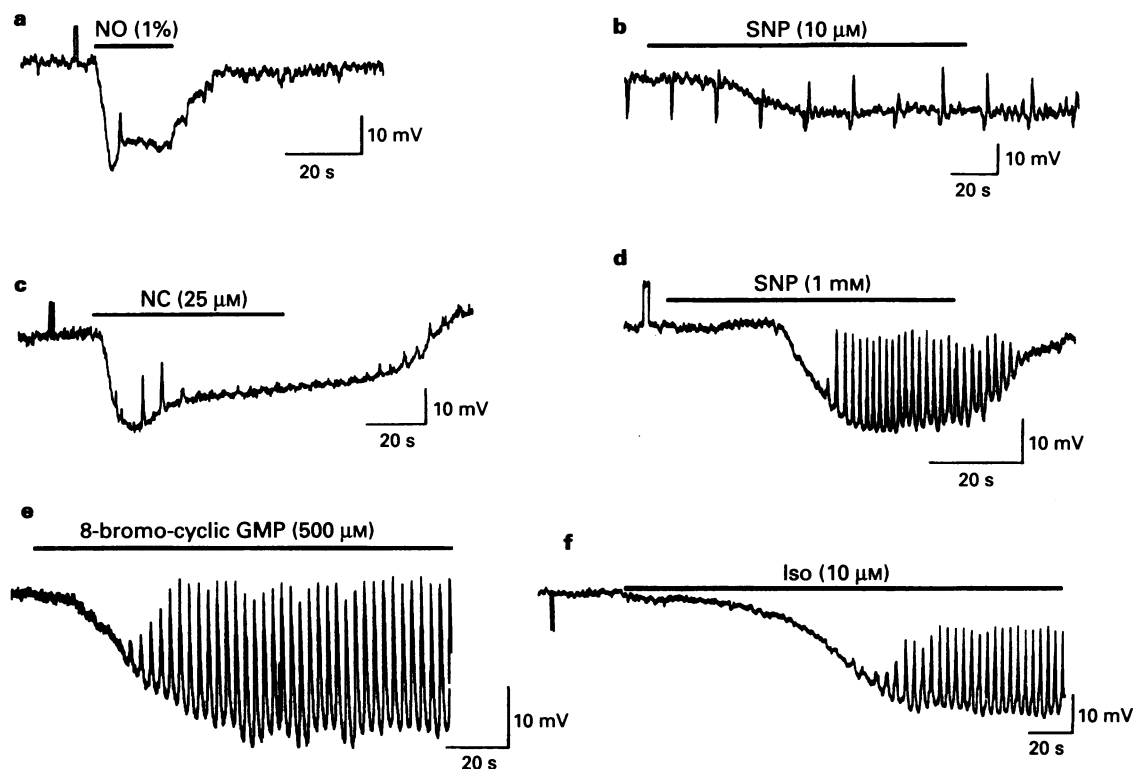 a
NO (1%)
10 mV
20 s
b
SNP (10 μM)
10 mV
20 s
c
NC (25 μM)
10 mV
20 s
d
SNP (1 mM)
10 mV
20 s
e
8-bromo-cyclic GMP (500 μM)
10 mV
20 s
f
Iso (10 μM)
10 mV
20 s